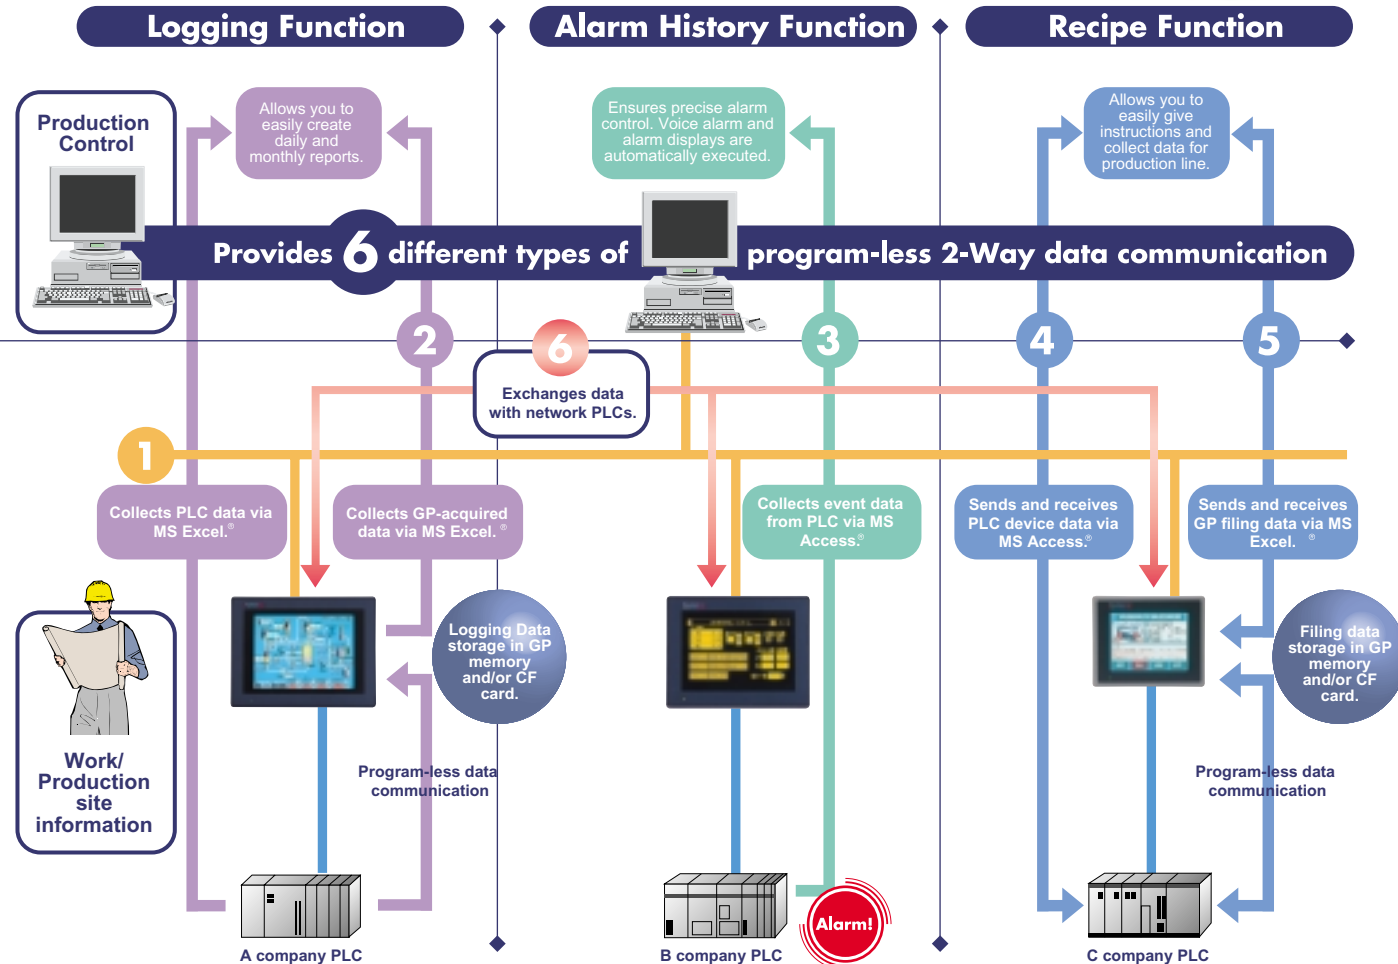 Logging Function
Alarm History Function
Recipe Function
Production
Control
Allows you to
easily create
daily and
monthly reports.
Ensures precise alarm
control. Voice alarm and
alarm displays are
automatically executed.
Allows you to
easily give
instructions and
collect data for
production line.
Provides 6 different types of program-less 2-Way data communication
2
6
3
4
5
Exchanges data
with network PLCs.
1
Collects PLC data via
MS Excel.®
Collects GP-acquired
data via MS Excel. ®
Collects event data
from PLC via MS
Access.®
Sends and receives
PLC device data via
MS Access.®
Sends and receives
GP filing data via MS
Excel. ®
Logging Data
storage in GP
memory
and/or CF
card.
Filing data
storage in GP
memory
and/or CF
card.
Work/
Production
site
information
Program-less data
communication
Program-less data
communication
Alarm!
A company PLC
B company PLC
C company PLC